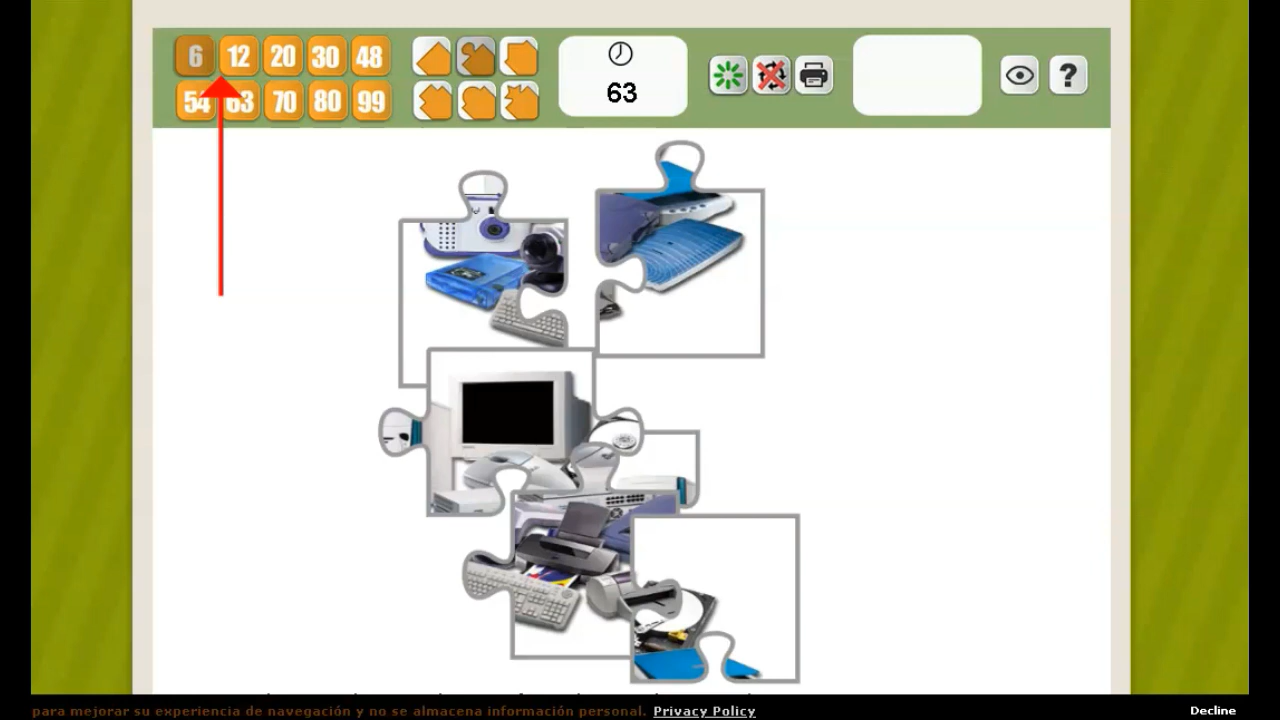 6 12 20 30 48
54 63 70 80 99
63
?
para mejorar su experiencia de navegación y no se almacena información personal. Privacy Policy
Decline